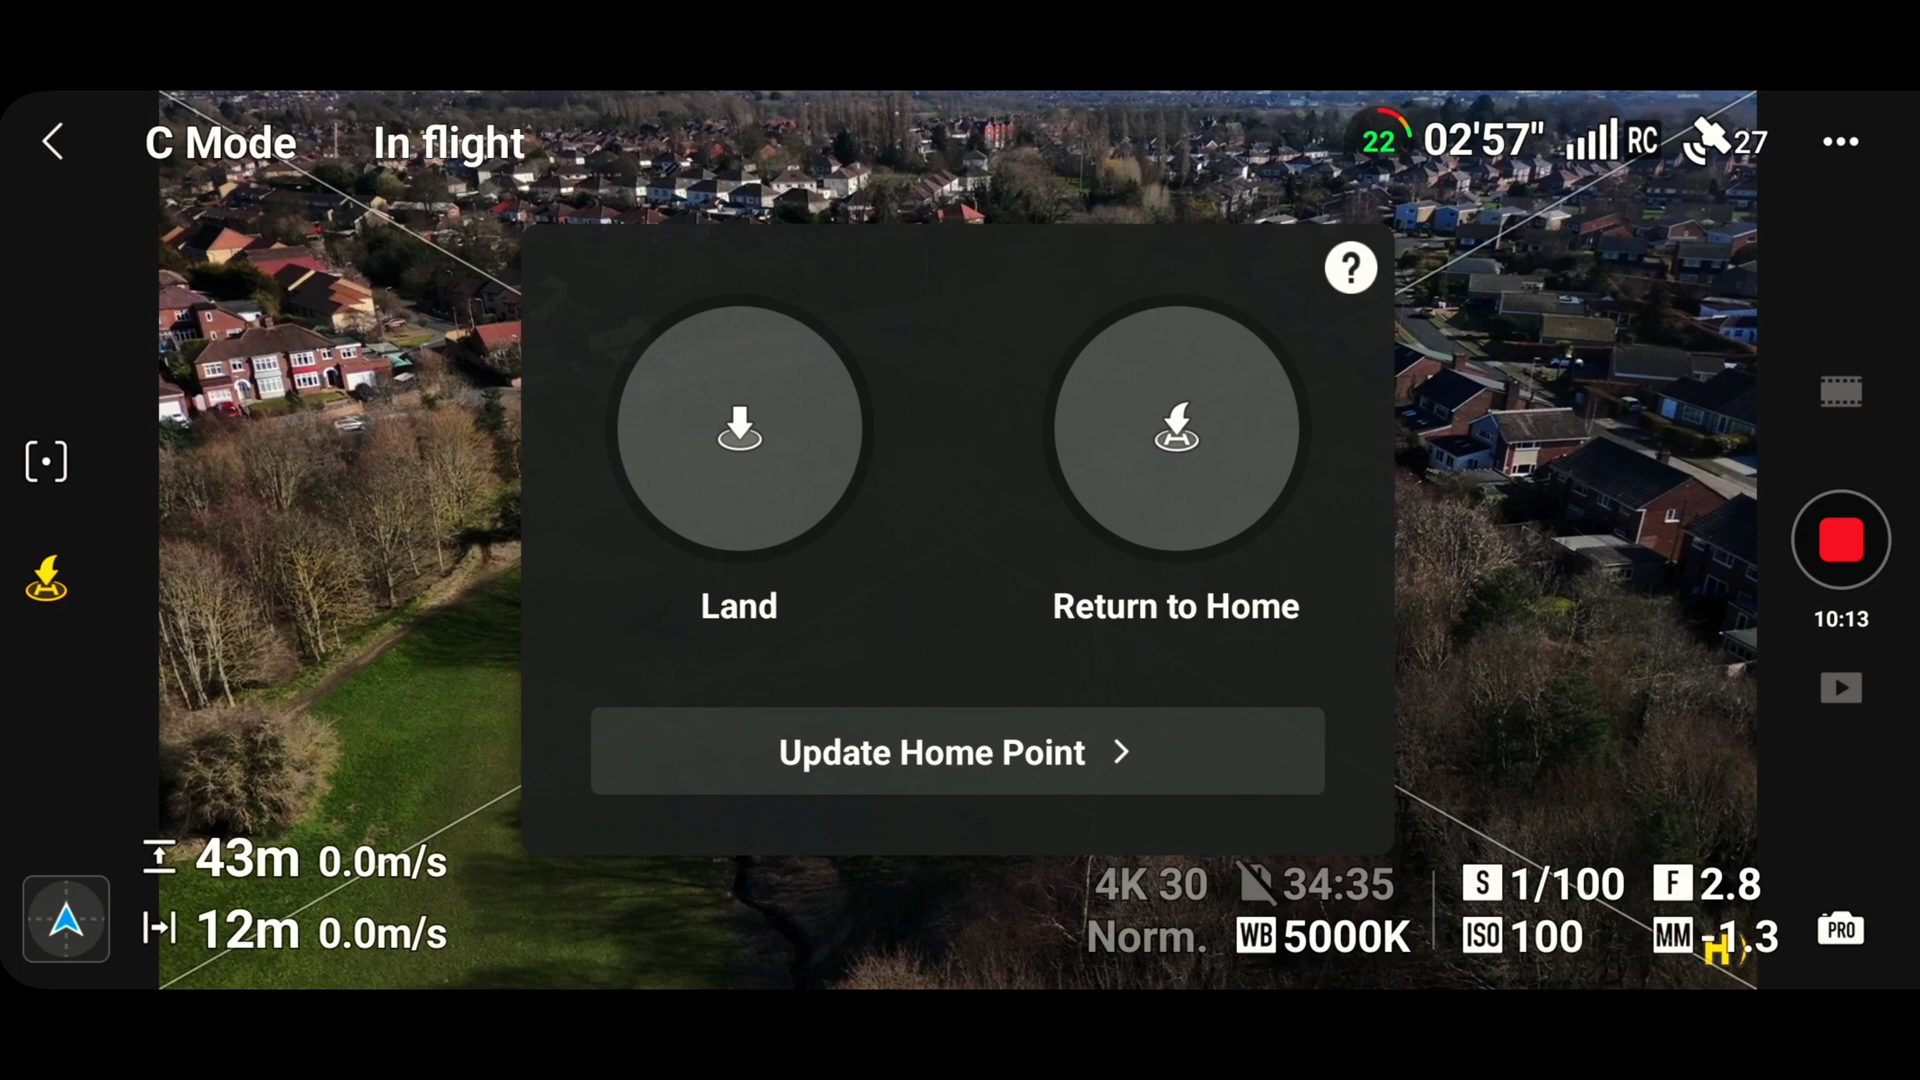 C Mode
In flight
22
02'57"
RC
27
?
Land
Return to Home
10:13
Update Home Point
43m 0.0m/s
12m 0.0m/s
4K 30
34:35
S 1/100
F 2.8
Norm.
WB 5000K
ISO 100
MM -1.3
H
PRO